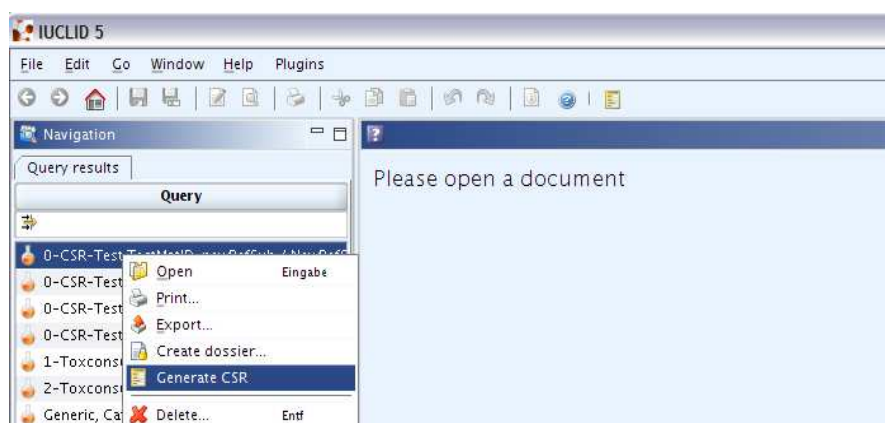 IUCLID 5
File Edit Go Window Help Plugins
Navigation
Query results
Query
Please open a document
0-CSR-Test
0-CSR-Test
0-CSR-Test
0-CSR-Test
1-Toxcons
2-Toxcons
Generic, Ca
Open Eingabe
Print...
Export...
Create dossier...
Generate CSR
Delete... Entf